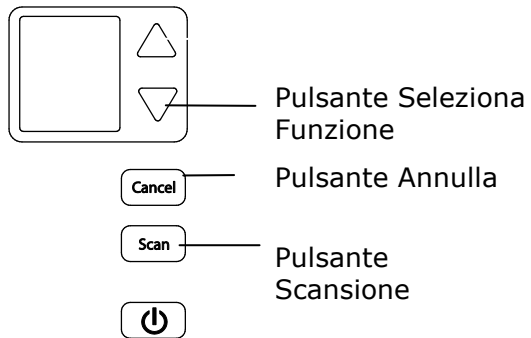 Pulsante Seleziona
Funzione
Cancel
Pulsante Annulla
Scan
Pulsante
Scansione